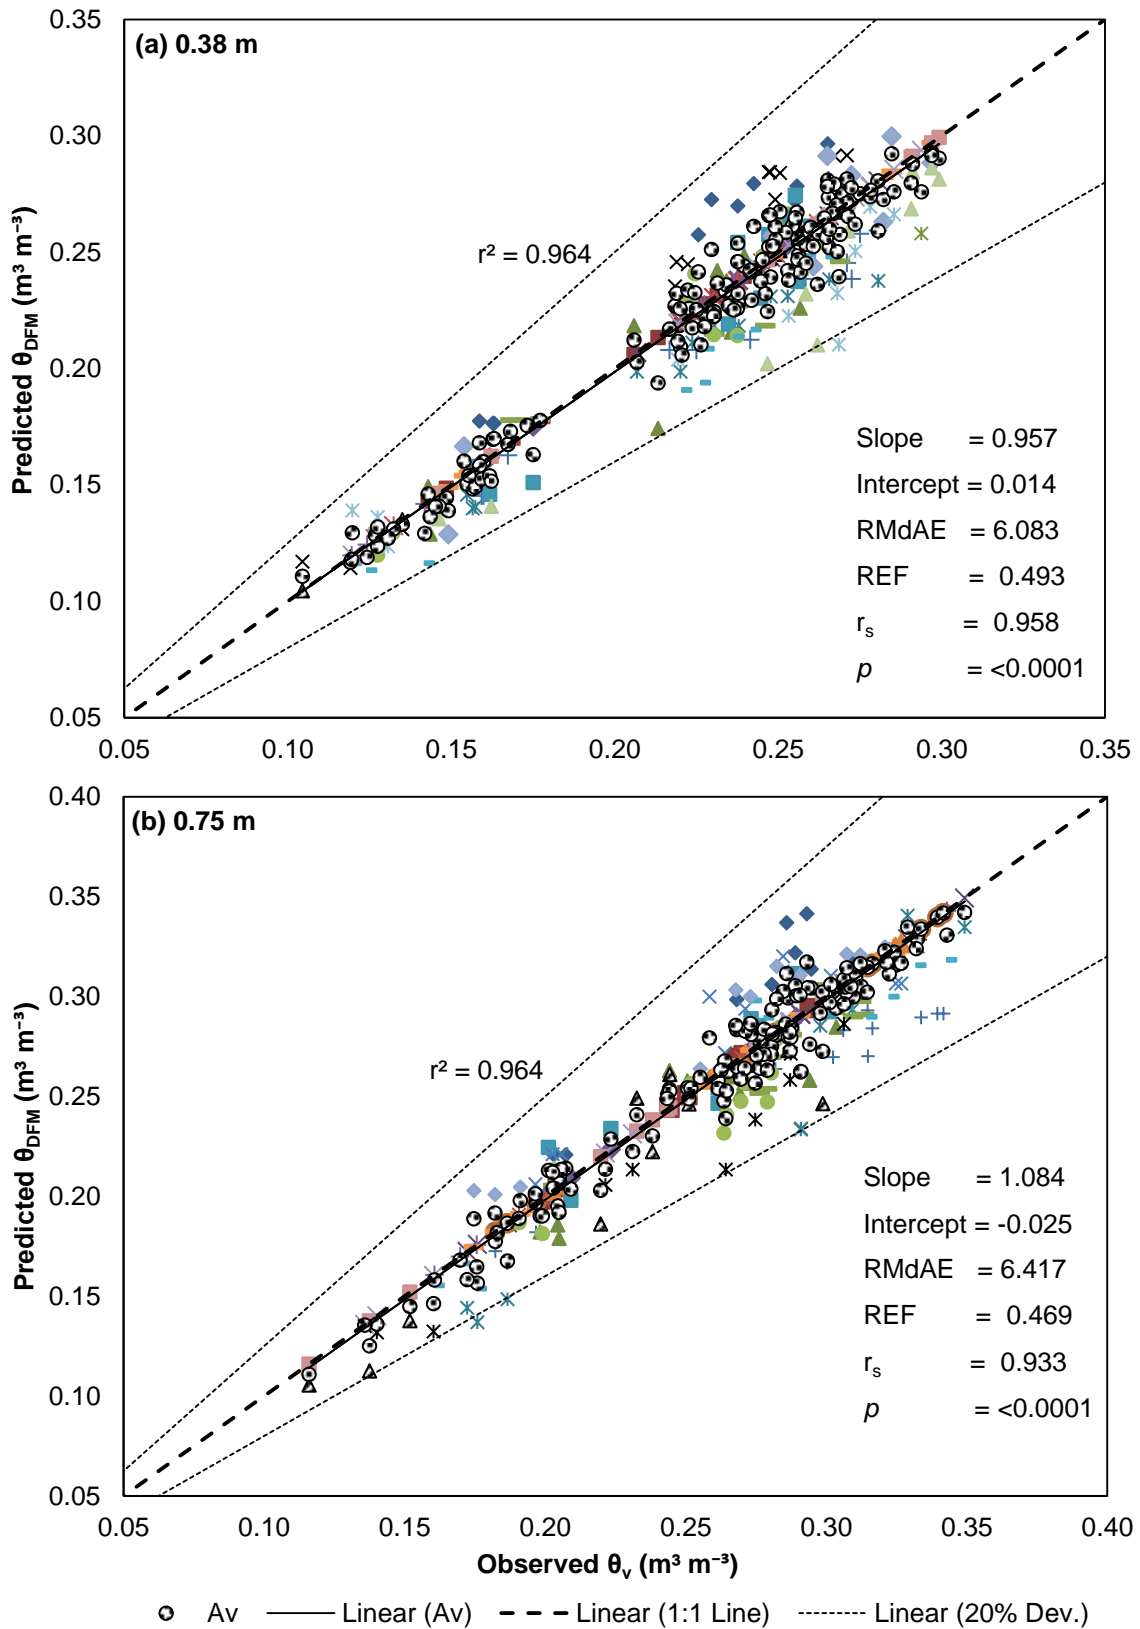 (a) 0.38 m
0.35
0.30
0.25
0.20
0.15
0.10
0.05
Predicted θDFM (m³ m⁻³)
r² = 0.964
Slope = 0.957
Intercept = 0.014
RMdAE = 6.083
REF = 0.493
rs = 0.958
p = <0.0001
0.05 0.10 0.15 0.20 0.25 0.30 0.35
(b) 0.75 m
0.40
0.35
0.30
0.25
0.20
0.15
0.10
0.05
Predicted θDFM (m³ m⁻³)
r² = 0.964
Slope = 1.084
Intercept = -0.025
RMdAE = 6.417
REF = 0.469
rs = 0.933
p = <0.0001
0.05 0.10 0.15 0.20 0.25 0.30 0.35 0.40
Observed θv (m³ m⁻³)
Av Linear (Av) Linear (1:1 Line) Linear (20% Dev.)